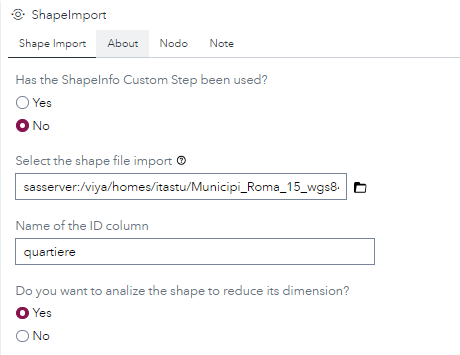 ShapeImport
Shape Import About Nodo Note
Has the ShapeInfo Custom Step been used?
Yes
No
Select the shape file import ?
sasserver:/viya/homes/itastu/Municipi_Roma_15_wgs8
Name of the ID column
quartiere
Do you want to analize the shape to reduce its dimension?
Yes
No